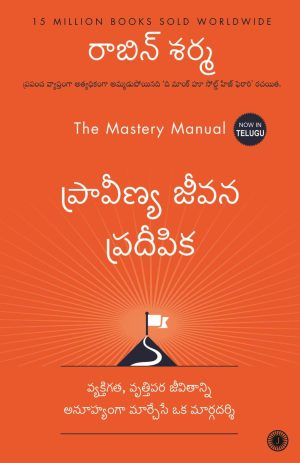 15 MILLION BOOKS SOLD WORLDWIDE
రాబిన్ శర్మ
ప్రపంచ వ్యాప్తంగా అత్యధికంగా అమ్ముడుపోయినది 'ది మాంక్ హూ సోల్డ్ హిజ్ ఫెరారి' రచయిత.
The Mastery Manual
NOW IN
TELUGU
ప్రావీణ్య జీవన
ప్రదీపిక
వ్యక్తిగత, వృత్తిపర జీవితాన్ని
అనూహ్యంగా మార్చేసే ఒక మార్గదర్శి
J